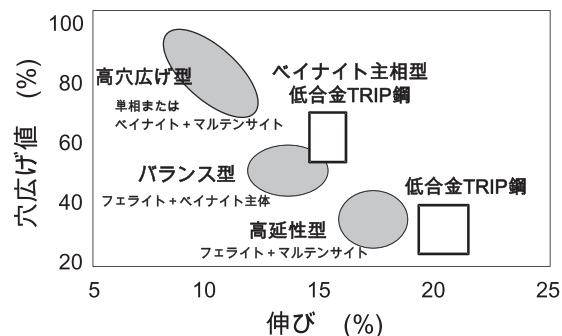 100
80
60
40
20
穴広げ値 (%)
高穴広げ型
単相または
ベイナイト+マルテンサイト
ベイナイト主相型
低合金TRIP鋼
バランス型
フェライト+ベイナイト主体
低合金TRIP鋼
高延性型
フェライト+マルテンサイト
5 10 15 20 25
伸び (%)